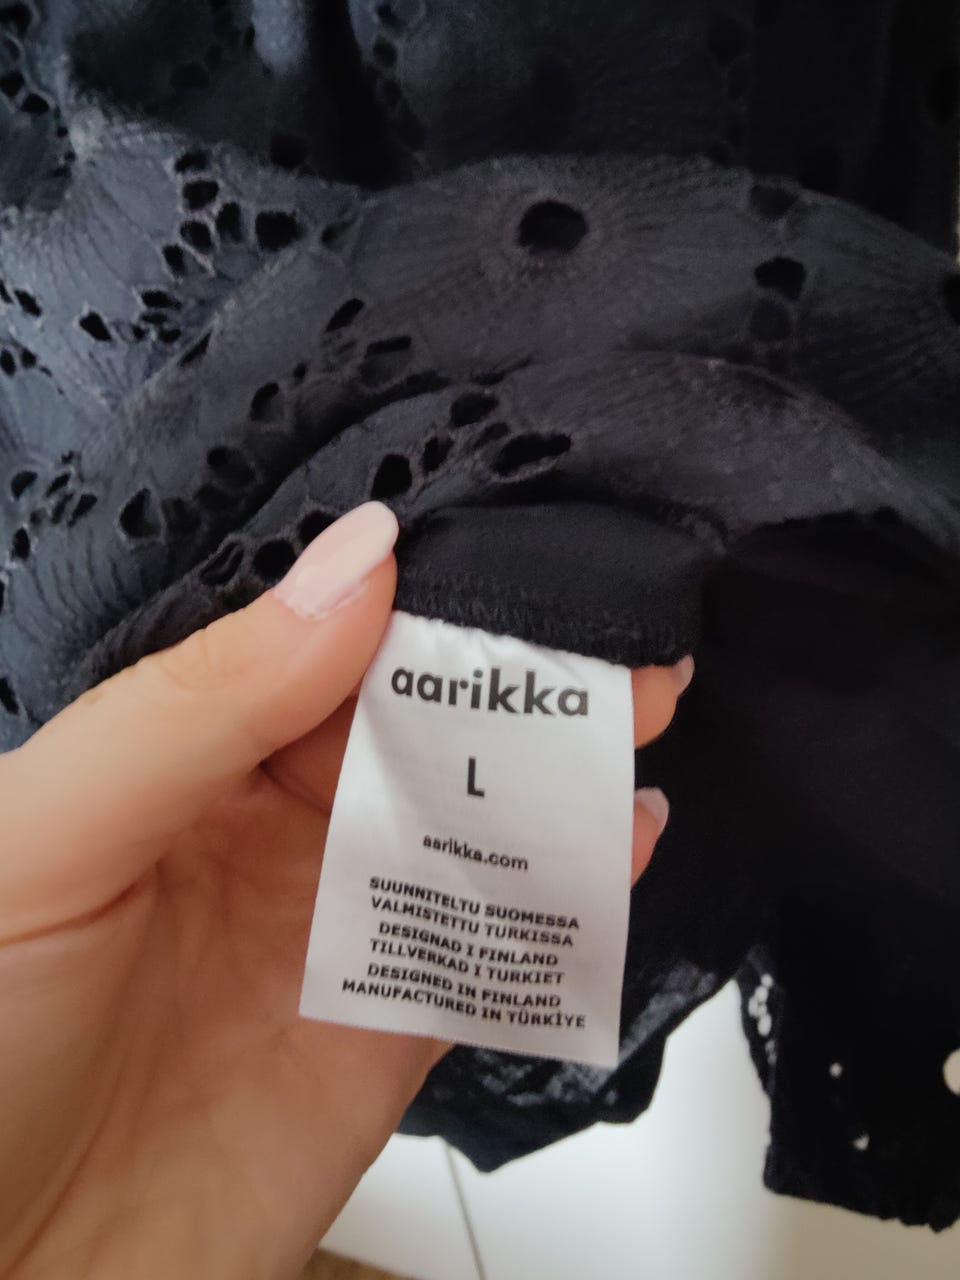 aarikka
L
aarikka.com
SUUNNITELTU SUOMESSA
VALMISTETTU TURKISSA
DESIGNAD I FINLAND
TILLVERKAD I TURKIET
DESIGNED IN FINLAND
MANUFACTURED IN TÜRKİYE